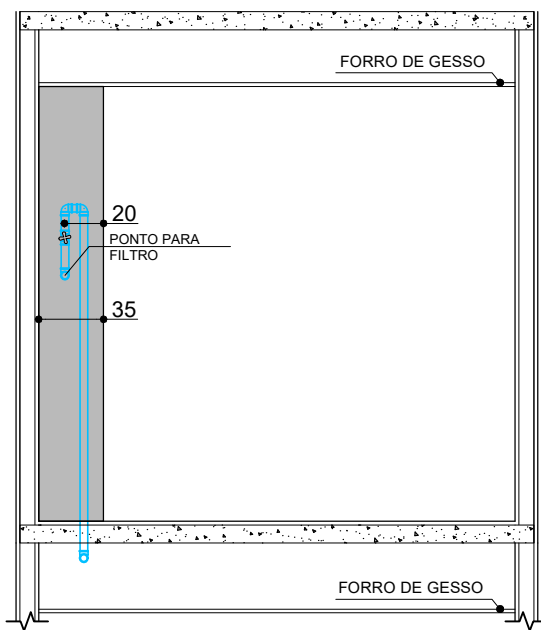 FORRO DE GESSO
20
PONTO PARA
FILTRO
35
FORRO DE GESSO